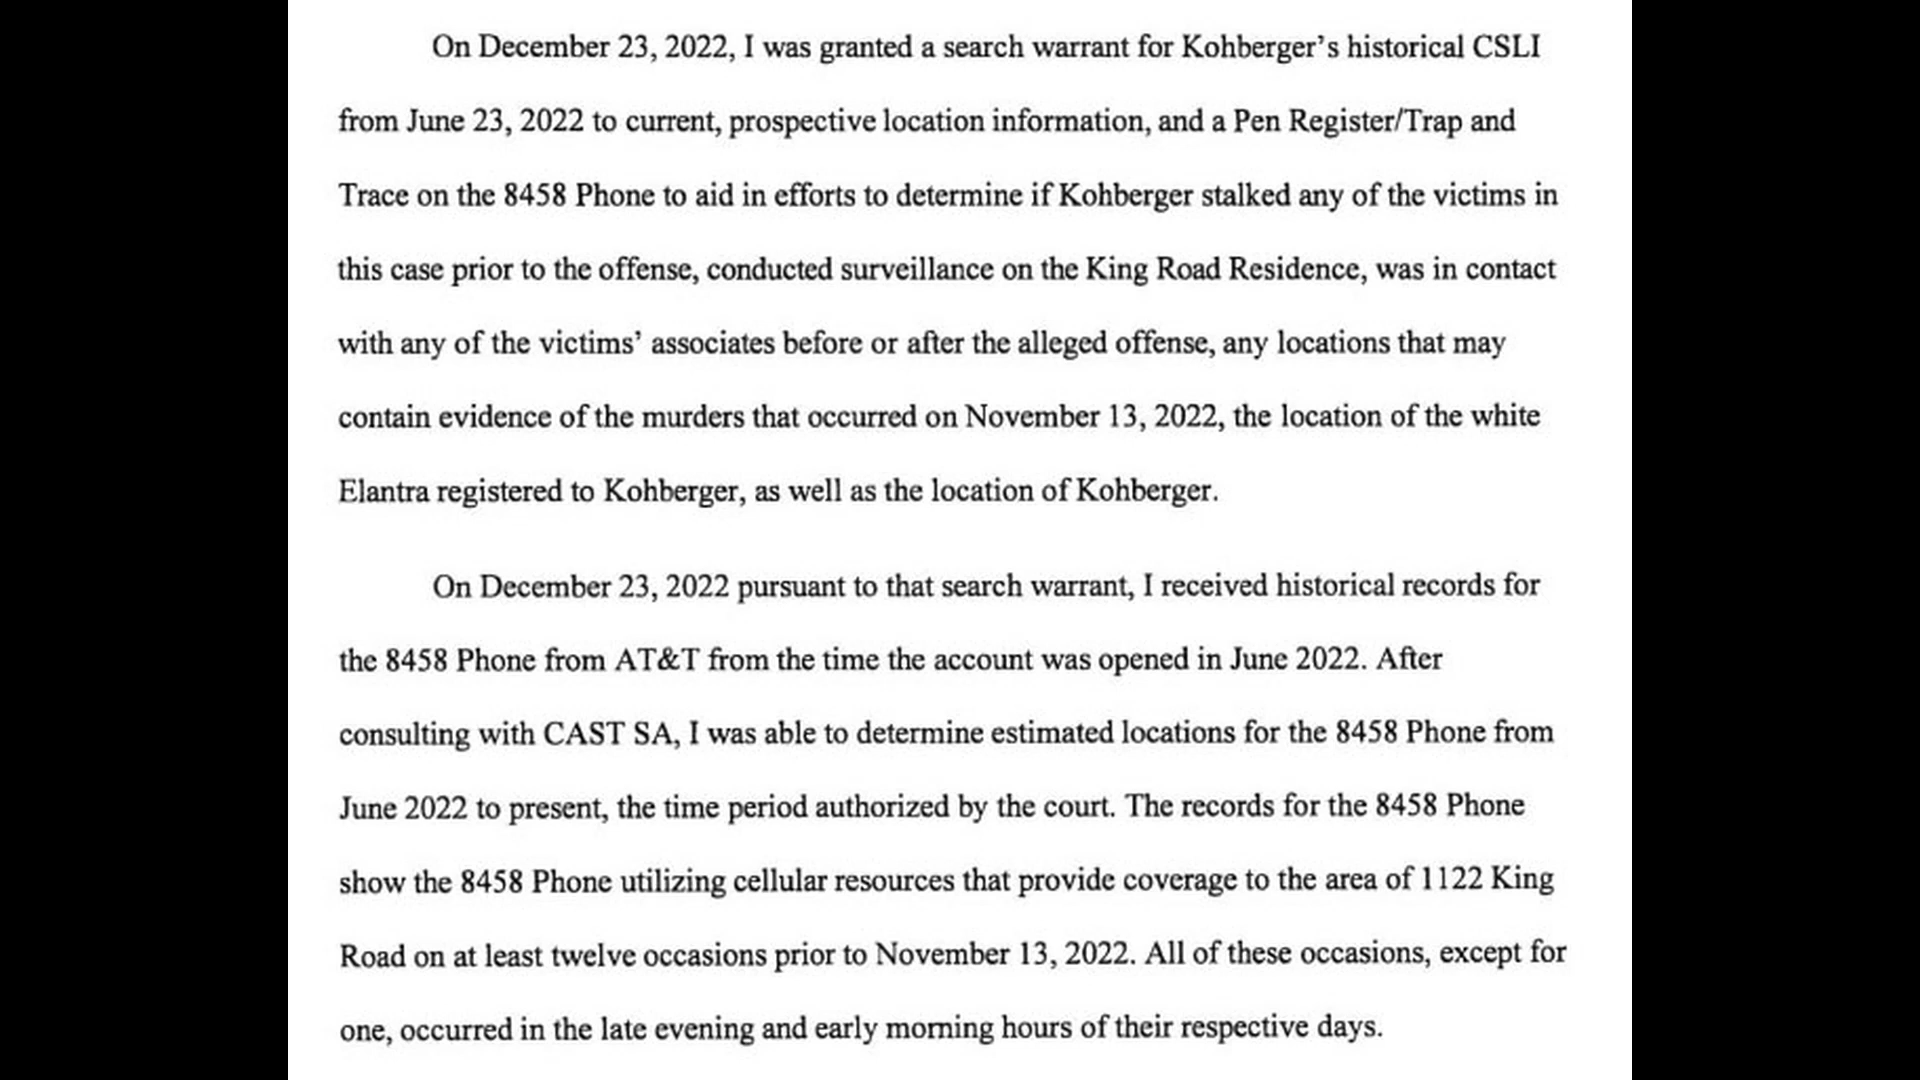 On December 23, 2022, I was granted a search warrant for Kohberger’s historical CSLI
from June 23, 2022 to current, prospective location information, and a Pen Register/Trap and
Trace on the 8458 Phone to aid in efforts to determine if Kohberger stalked any of the victims in
this case prior to the offense, conducted surveillance on the King Road Residence, was in contact
with any of the victims’ associates before or after the alleged offense, any locations that may
contain evidence of the murders that occurred on November 13, 2022, the location of the white
Elantra registered to Kohberger, as well as the location of Kohberger.
On December 23, 2022 pursuant to that search warrant, I received historical records for
the 8458 Phone from AT&T from the time the account was opened in June 2022. After
consulting with CAST SA, I was able to determine estimated locations for the 8458 Phone from
June 2022 to present, the time period authorized by the court. The records for the 8458 Phone
show the 8458 Phone utilizing cellular resources that provide coverage to the area of 1122 King
Road on at least twelve occasions prior to November 13, 2022. All of these occasions, except for
one, occurred in the late evening and early morning hours of their respective days.